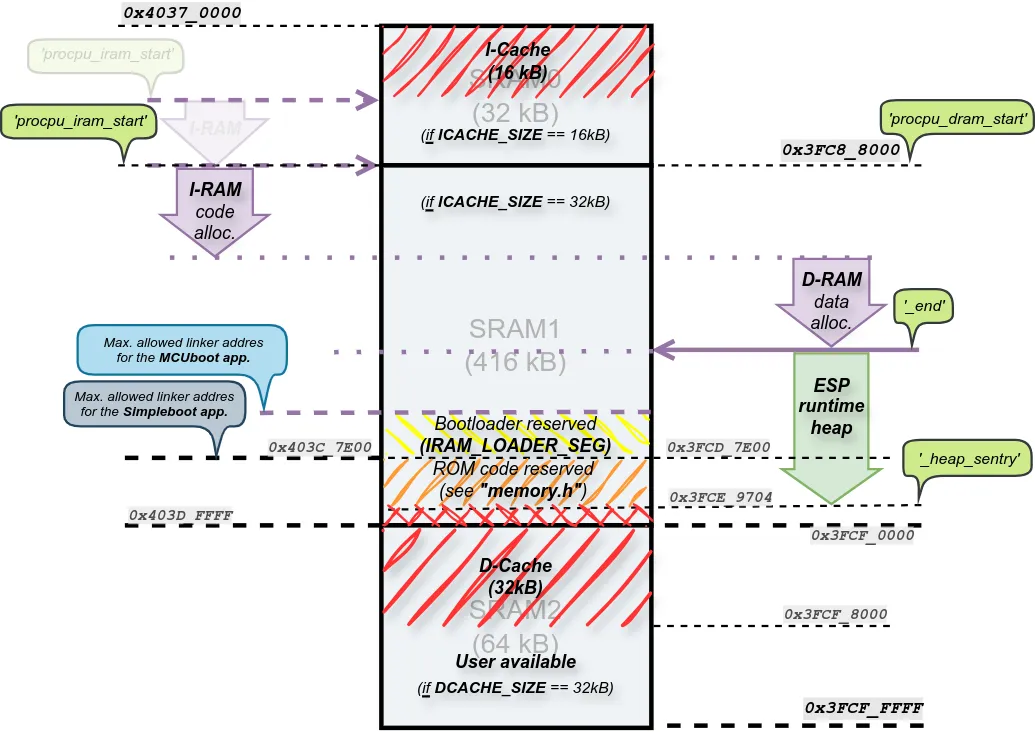 0x4037_0000
'procpu_iram_start'
I-Cache
(16 kB)
SRAM0
(32 kB)
(if ICACHE_SIZE == 16kB)
'procpu_iram_start'
I-RAM
'procpu_dram_start'
0x3FC8_8000
I-RAM
code
alloc.
(if ICACHE_SIZE == 32kB)
D-RAM
data
alloc.
'_end'
SRAM1
(416 kB)
Max. allowed linker addres
for the MCUboot app.
Max. allowed linker addres
for the Simpleboot app.
ESP
runtime
heap
Bootloader reserved
(IRAM_LOADER_SEG)
0x403C_7E00
0x3FCD_7E00
ROM code reserved
(see "memory.h")
'_heap_sentry'
0x3FCE_9704
0x403D_FFFF
0x3FCF_0000
D-Cache
(32kB)
SRAM2
(64 kB)
0x3FCF_8000
User available
(if DCACHE_SIZE == 32kB)
0x3FCF_FFFF